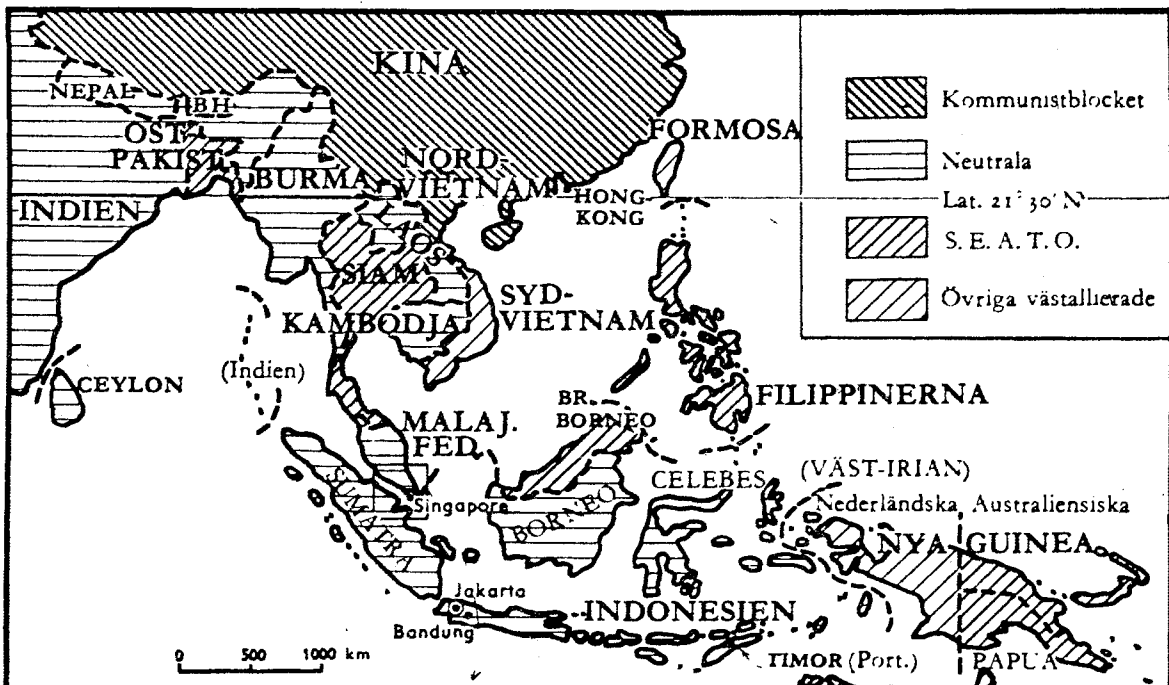 KINA
NEPAL
BH
ÖST
PAKIST.
BURMA
INDIEN
NORD-
VIETNAM
LAOS
SIAM
KAMBODJA
SYD-
VIETNAM
FORMOSA
HONG
KONG
CEYLON
(Indien)
MALAJ.
FED.
Singapore
BR.
BORNEO
FILIPPINERNA
SUMATRA
BORNEO
CELEBES
(VÄST-IRIAN)
Nederländska
Australiensiska
NYA GUINEA
Jakarta
Bandung
INDONESIEN
TIMOR (Port.)
PAPUA
0 500 1000 km
Kommunistblocket
Neutrala
Lat. 21° 30' N
S.E.A.T.O.
Övriga västallierade